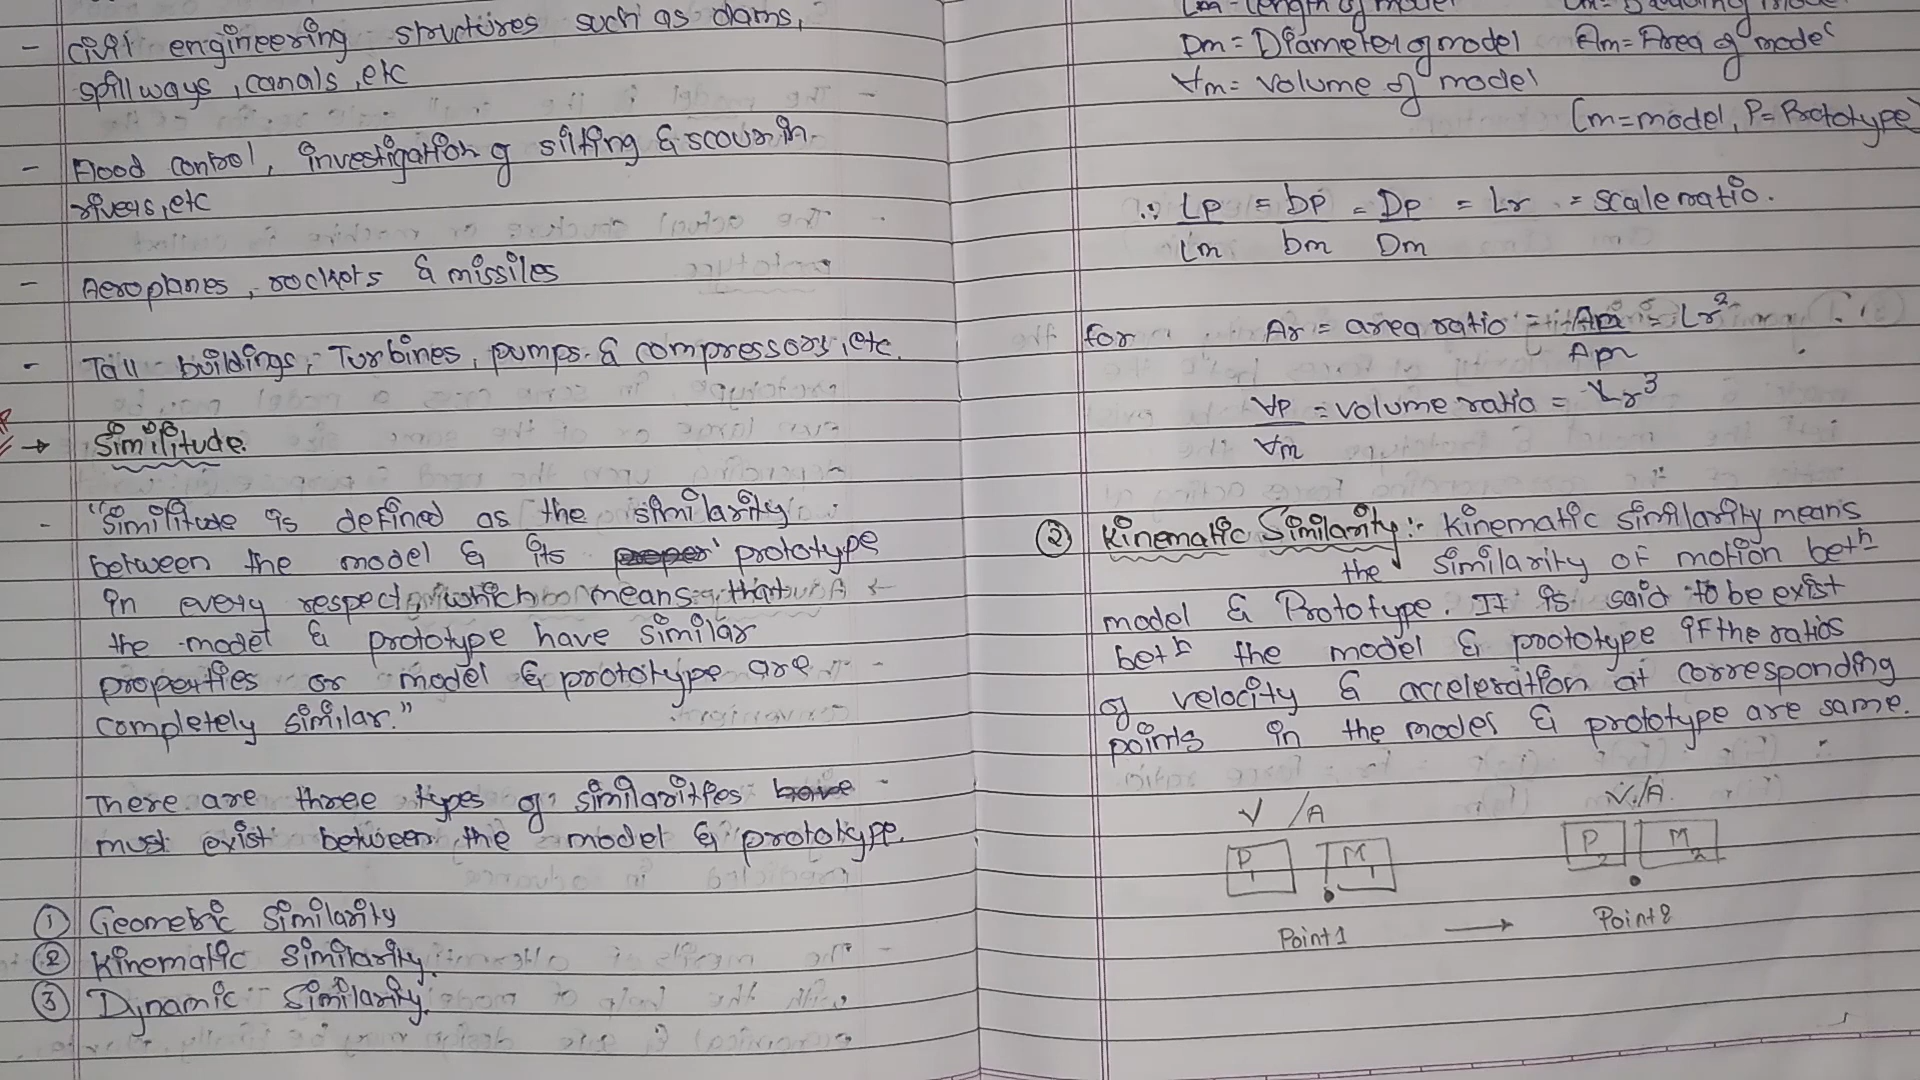 - Civil engineering structures such as dams,
spillways, canals, etc
- Flood control, investigation of silting & scour in
rivers, etc
- Aeroplanes, rockets & missiles
- Tall buildings, Turbines, pumps & compressors, etc.
→ Similitude.
- "Similitude is defined as the similarity
between the model & its prototype
in every respect, which means that
the model & prototype have similar
properties or model & prototype are
completely similar."
There are three types of similarities
must exist between the model & prototype.
① Geometric Similarity
② Kinematic Similarity.
③ Dynamic Similarity.
Lm = Length of model
Dm = Diameter of model Am = Area of model
∀m = Volume of model
(m = model, P = Prototype)
∴ LP = bP = DP = Lr = scale ratio.
Lm bm Dm
for Ar = area ratio = = Lr²
∀P = volume ratio = Lr³
∀m
② Kinematic Similarity :- Kinematic similarity means
the similarity of motion betn
model & Prototype. It is said to be exist
betn the model & prototype if the ratios
of velocity & acceleration at corresponding
points in the model & prototype are same.
V / A V/A.
P1 M1 P2 M2
Point 1 → Point 2